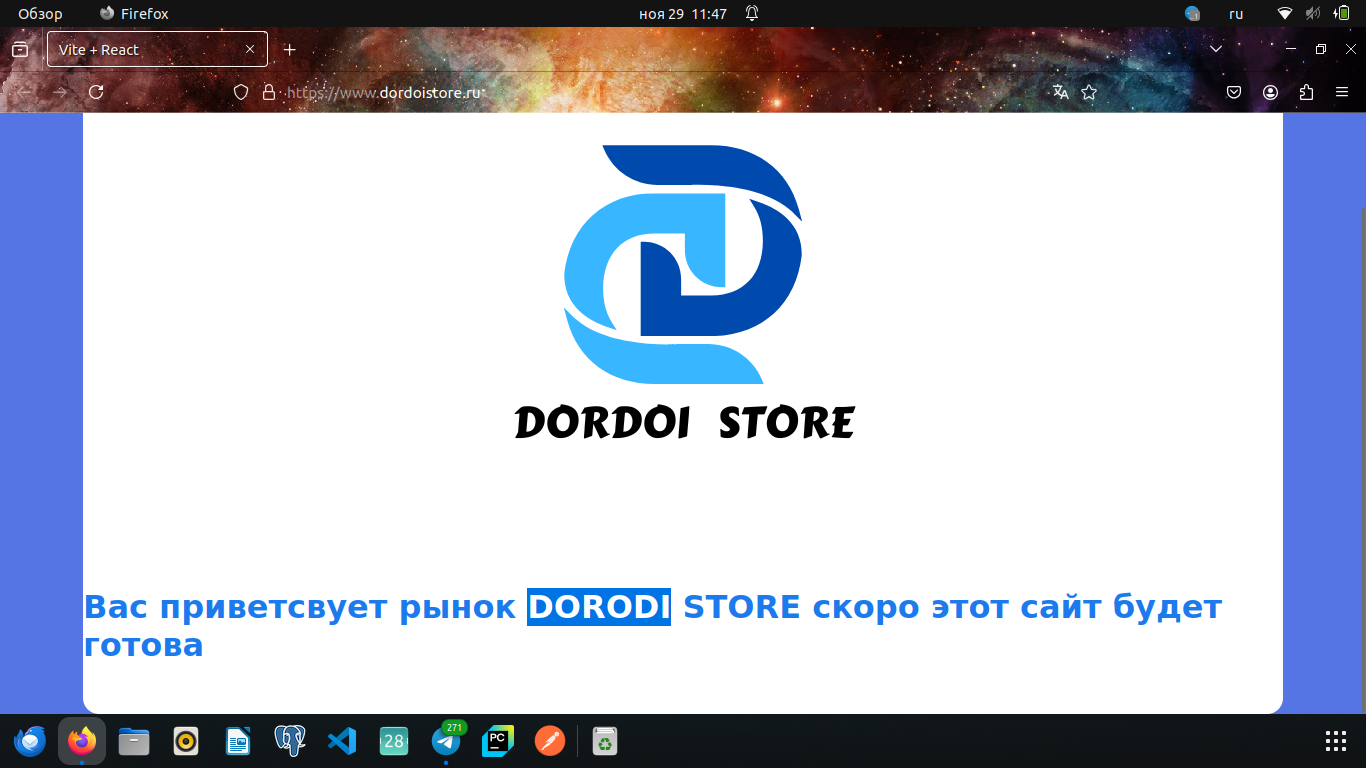 Обзор Firefox ноя 29 11:47 ru
Vite + React
https://www.dordoistore.ru
DORDOI STORE
Вас приветсвует рынок DORODI STORE скоро этот сайт будет
готова
271
28
PC